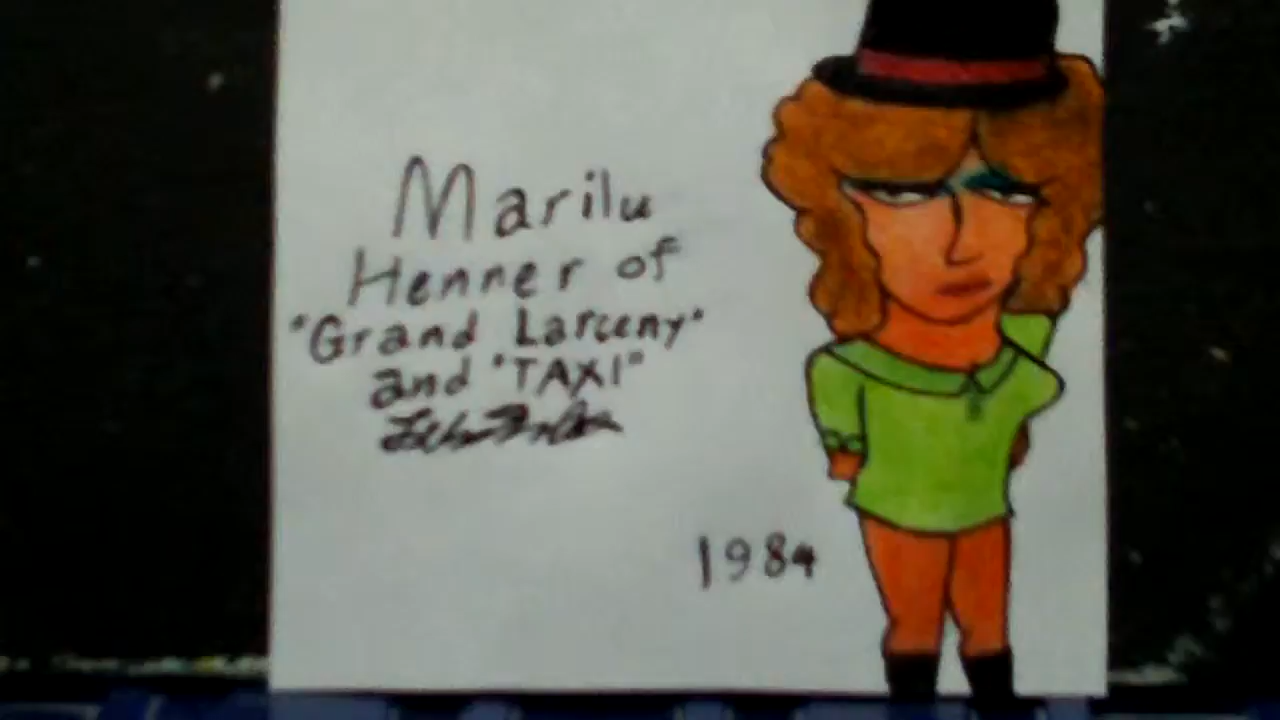 Marilu
Henner of
"Grand Larceny"
and "TAXI"
1984